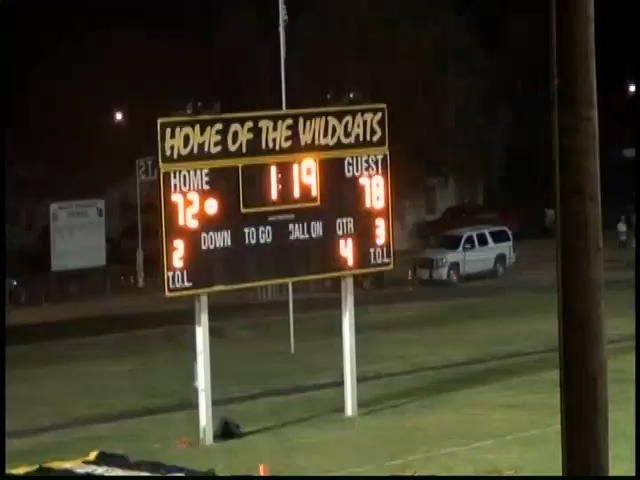 HOME OF THE WILDCATS
HOME 1:19 GUEST
72 78
2 DOWN TO GO BALL ON QTR 3
T.O.L 4 T.O.L